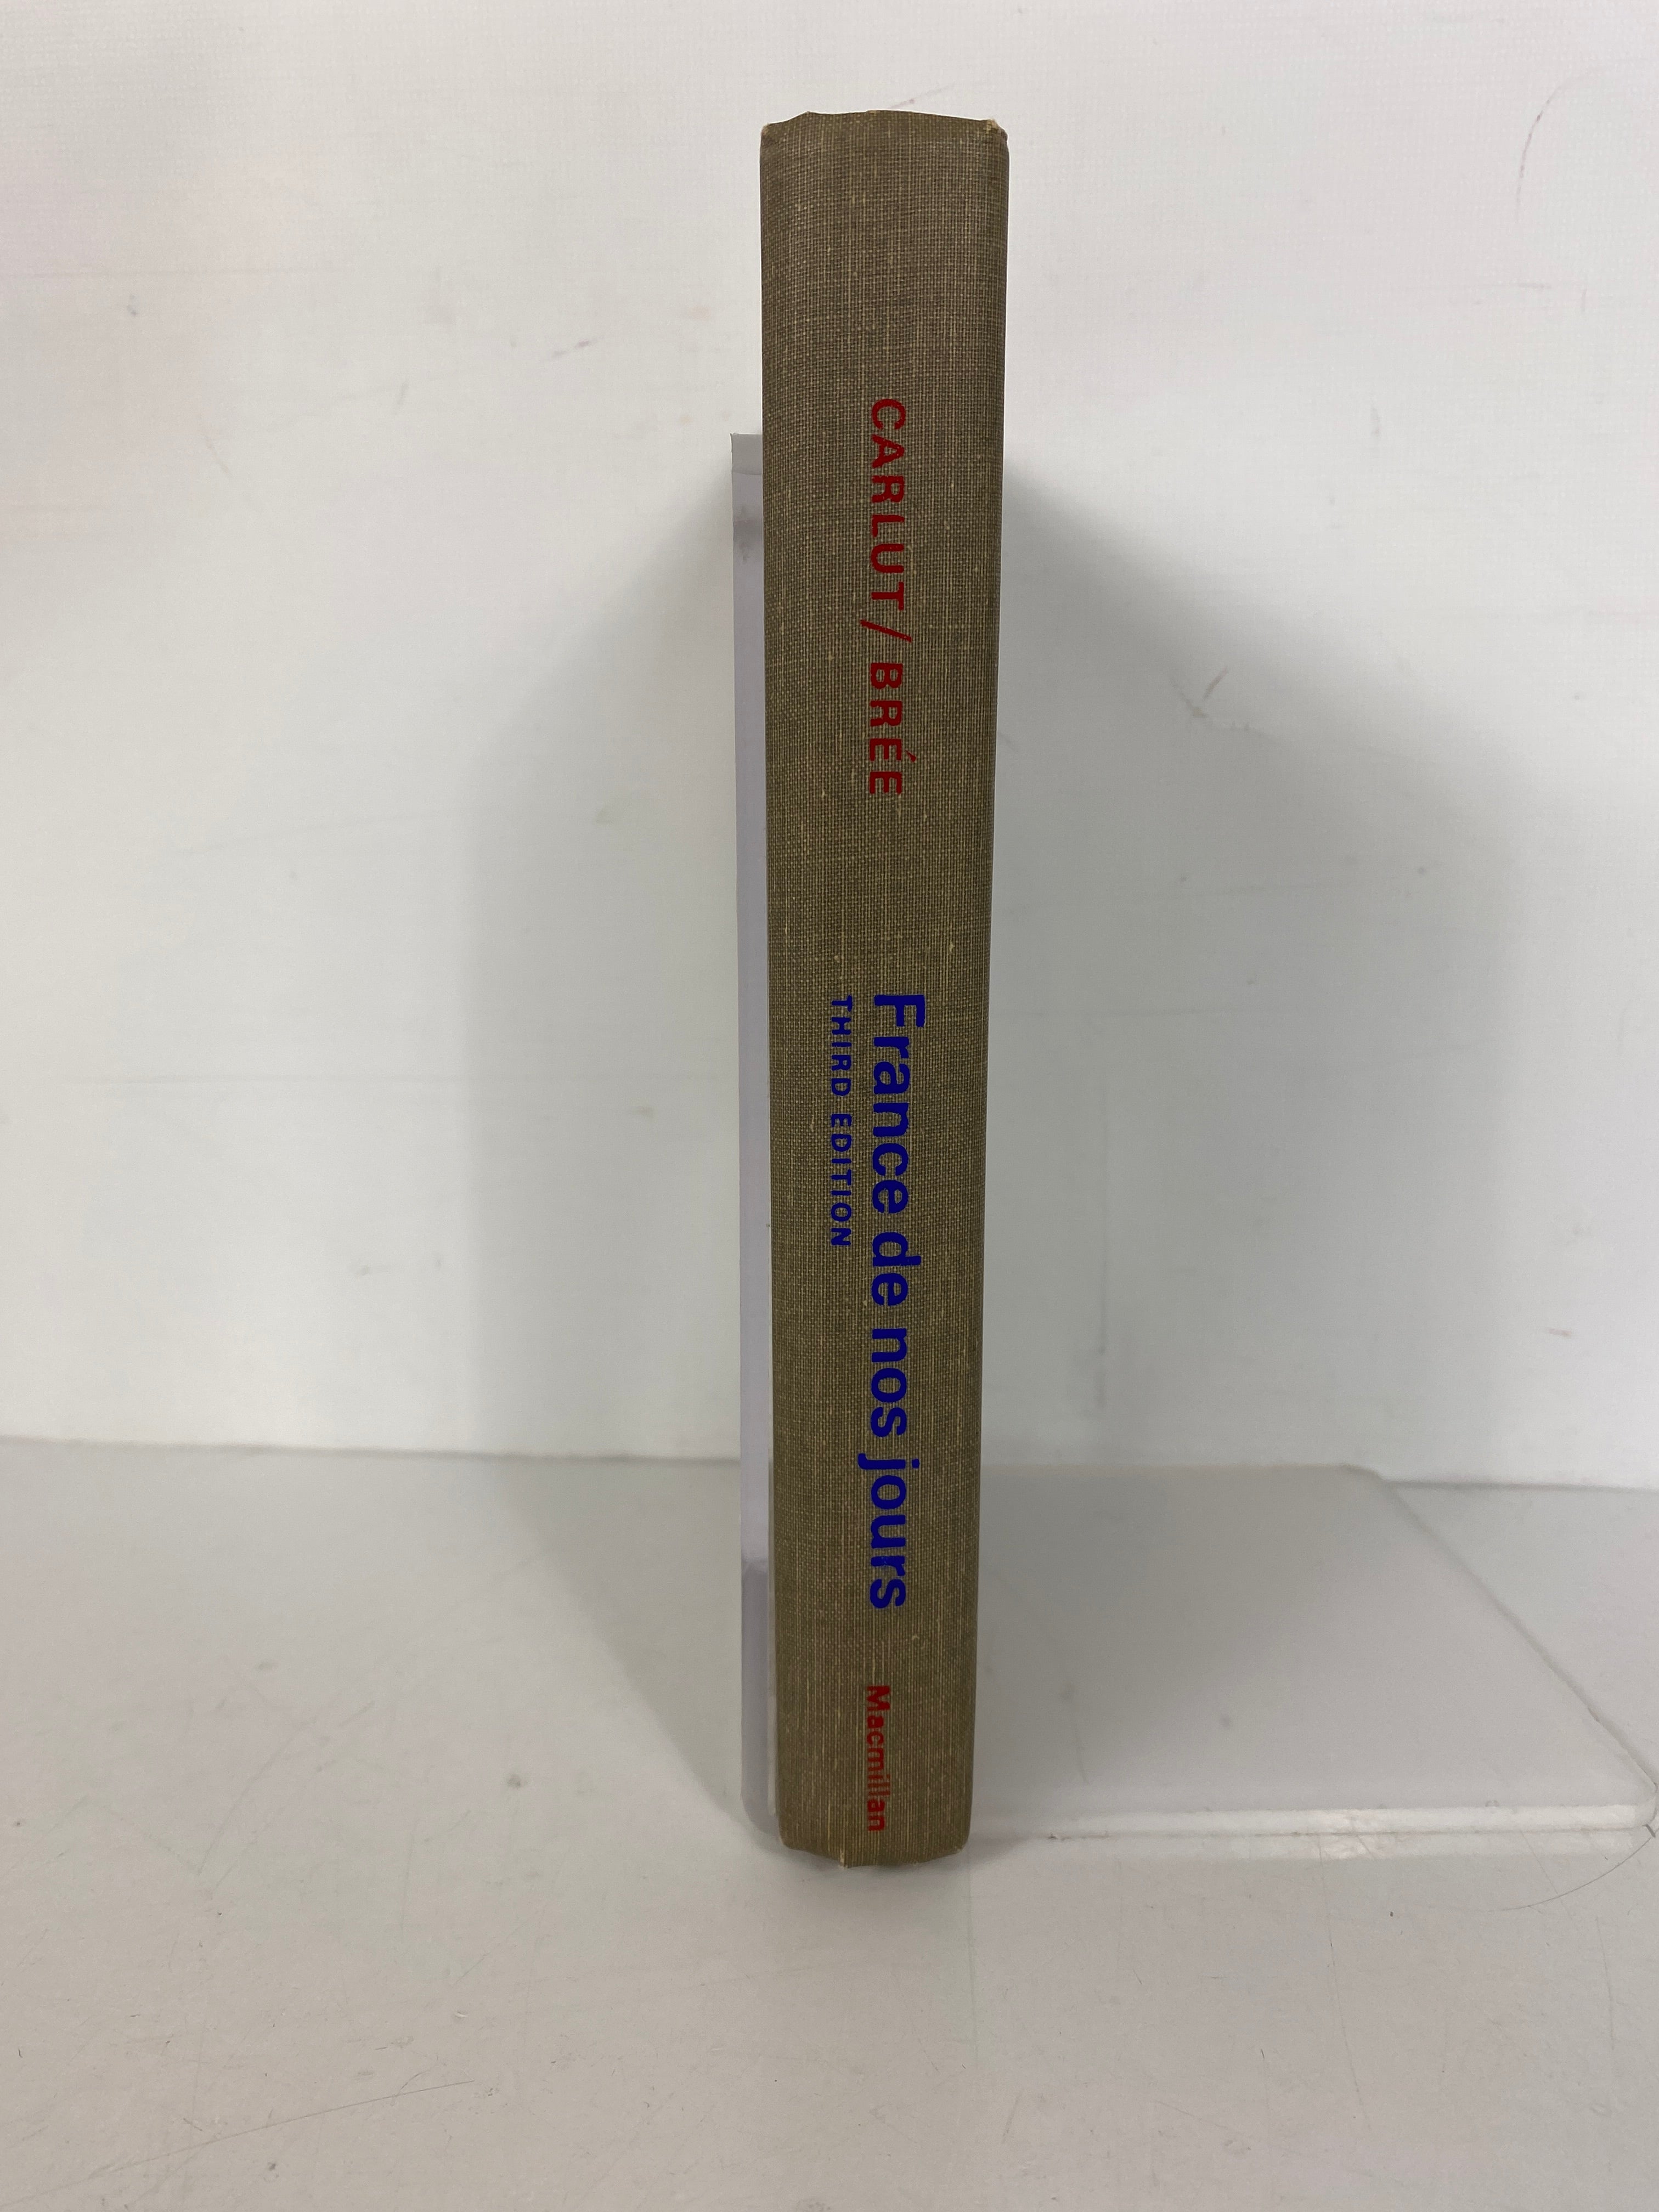 CARLUT / BRÉE
France de nos jours
THIRD EDITION
Macmillan